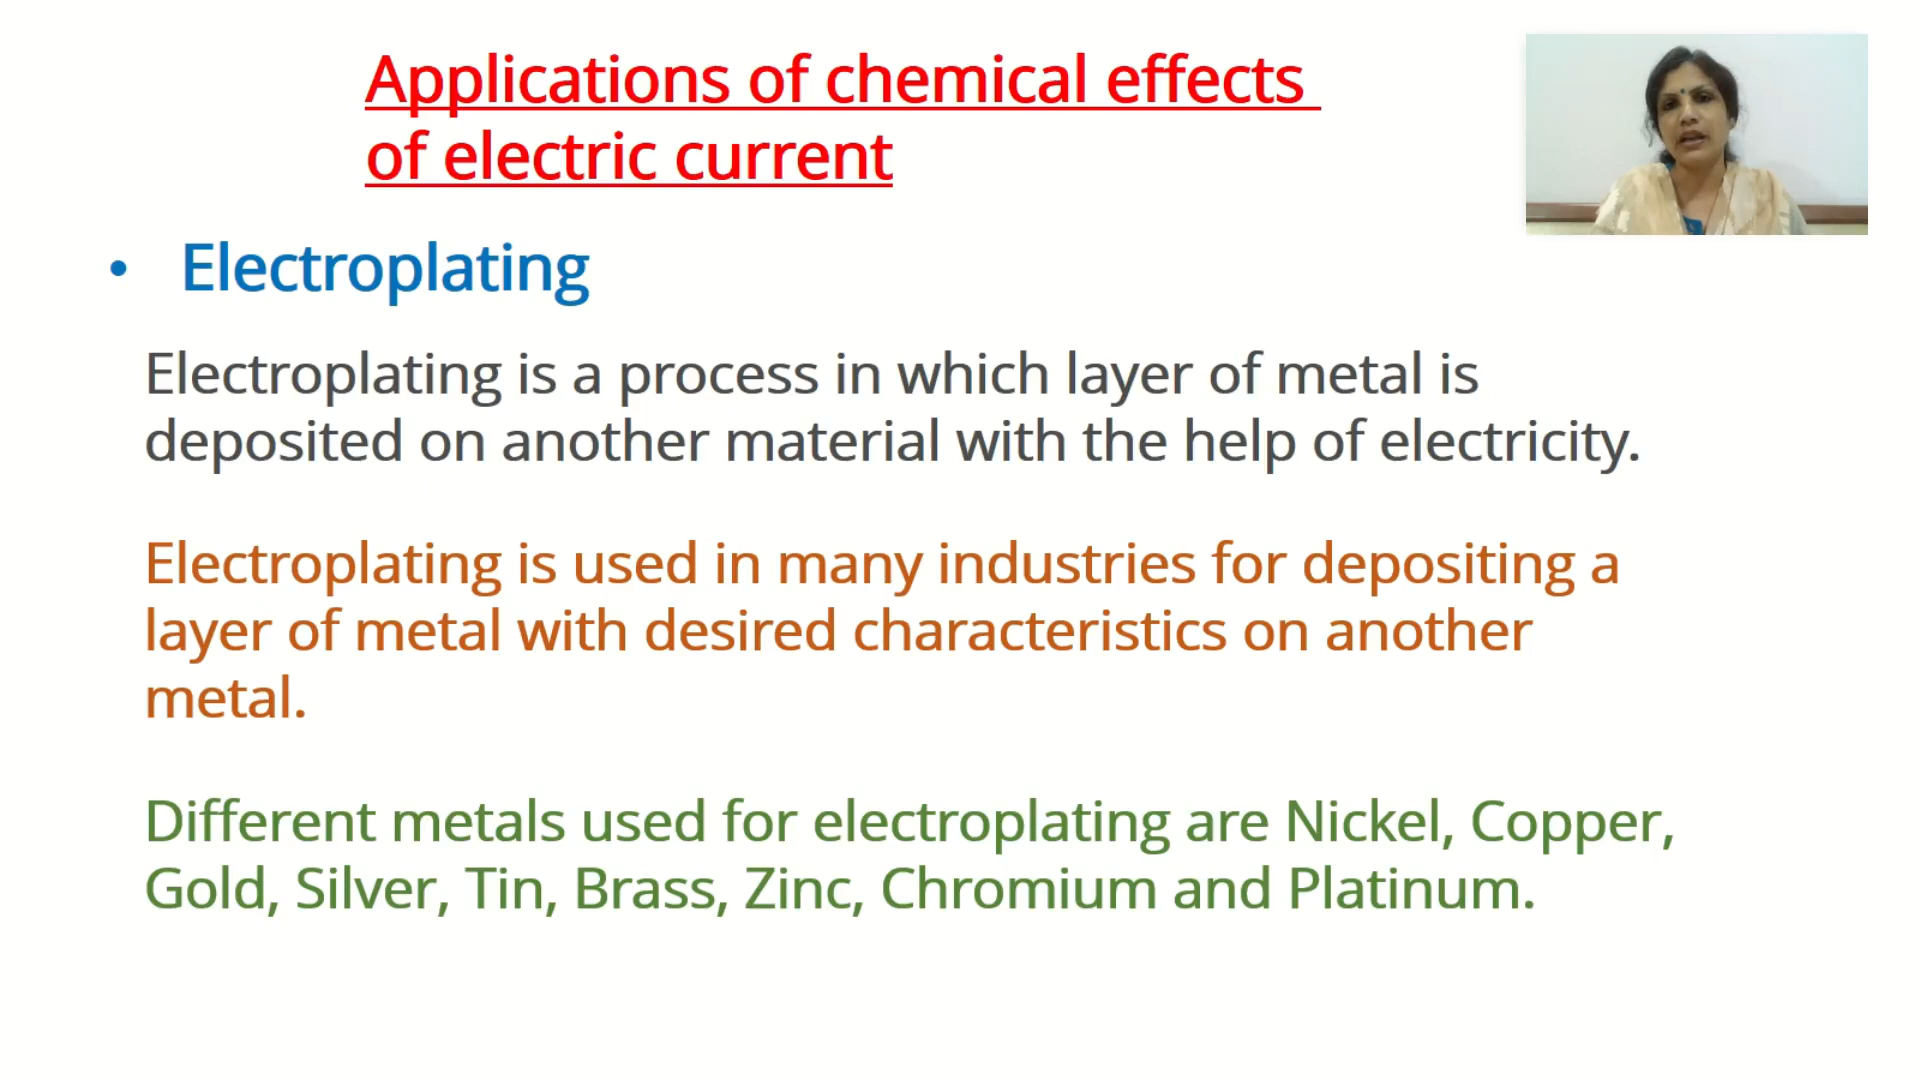 Applications of chemical effects
of electric current
• Electroplating
Electroplating is a process in which layer of metal is
deposited on another material with the help of electricity.
Electroplating is used in many industries for depositing a
layer of metal with desired characteristics on another
metal.
Different metals used for electroplating are Nickel, Copper,
Gold, Silver, Tin, Brass, Zinc, Chromium and Platinum.